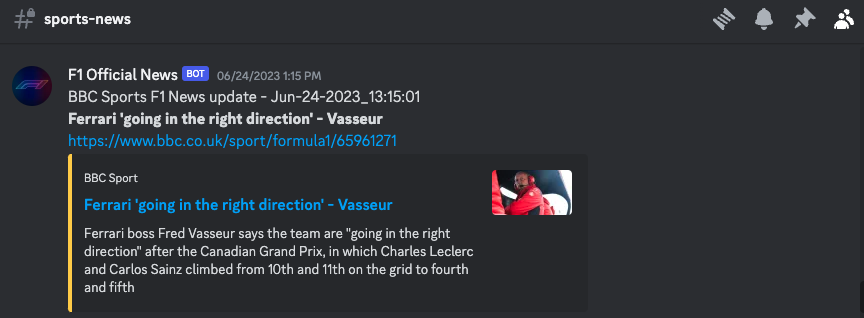 sports-news
F1 Official News BOT 06/24/2023 1:15 PM
BBC Sports F1 News update - Jun-24-2023_13:15:01
Ferrari 'going in the right direction' - Vasseur
https://www.bbc.co.uk/sport/formula1/65961271
BBC Sport
Ferrari 'going in the right direction' - Vasseur
Ferrari boss Fred Vasseur says the team are "going in the right
direction" after the Canadian Grand Prix, in which Charles Leclerc
and Carlos Sainz climbed from 10th and 11th on the grid to fourth
and fifth